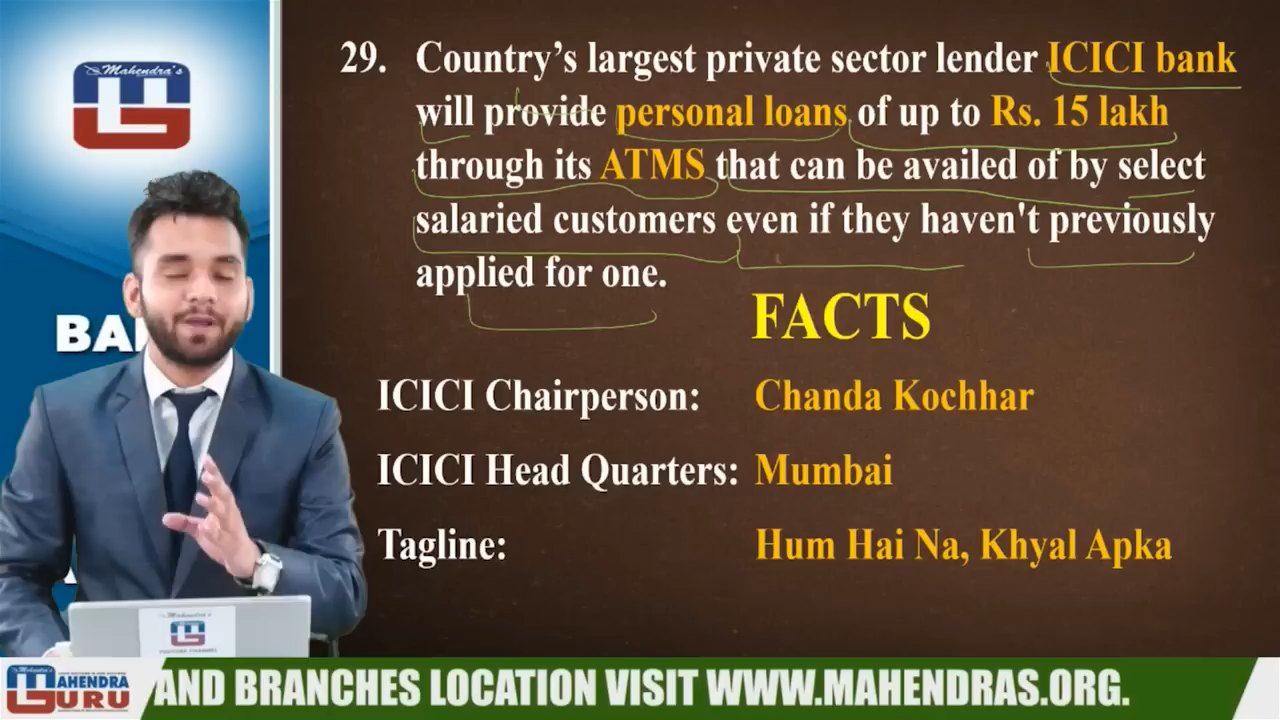 Mahendra's
29. Country's largest private sector lender ICICI bank
will provide personal loans of up to Rs. 15 lakh
through its ATMS that can be availed of by select
salaried customers even if they haven't previously
applied for one.
FACTS
ICICI Chairperson: Chanda Kochhar
ICICI Head Quarters: Mumbai
Tagline: Hum Hai Na, Khyal Apka
Mahendra's
Mahendra's
MAHENDRA
GURU
AND BRANCHES LOCATION VISIT WWW.MAHENDRAS.ORG.